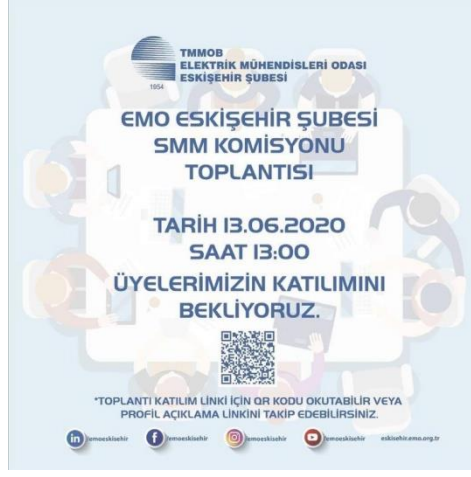 TMMOB
ELEKTRİK MÜHENDİSLERİ ODASI
ESKİŞEHİR ŞUBESİ
1954
EMO ESKİŞEHİR ŞUBESİ
SMM KOMİSYONU
TOPLANTISI
TARİH 13.06.2020
SAAT 13:00
ÜYELERİMİZİN KATILIMINI
BEKLİYORUZ.
*TOPLANTI KATILIM LİNKİ İÇİN QR KODU OKUTABİLİR VEYA
PROFİL AÇIKLAMA LİNKİNİ TAKİP EDEBİLİRSİNİZ.
in /emoeskisehir f /emoeskisehir /emoeskisehir /emoeskisehir eskisehir.emo.org.tr